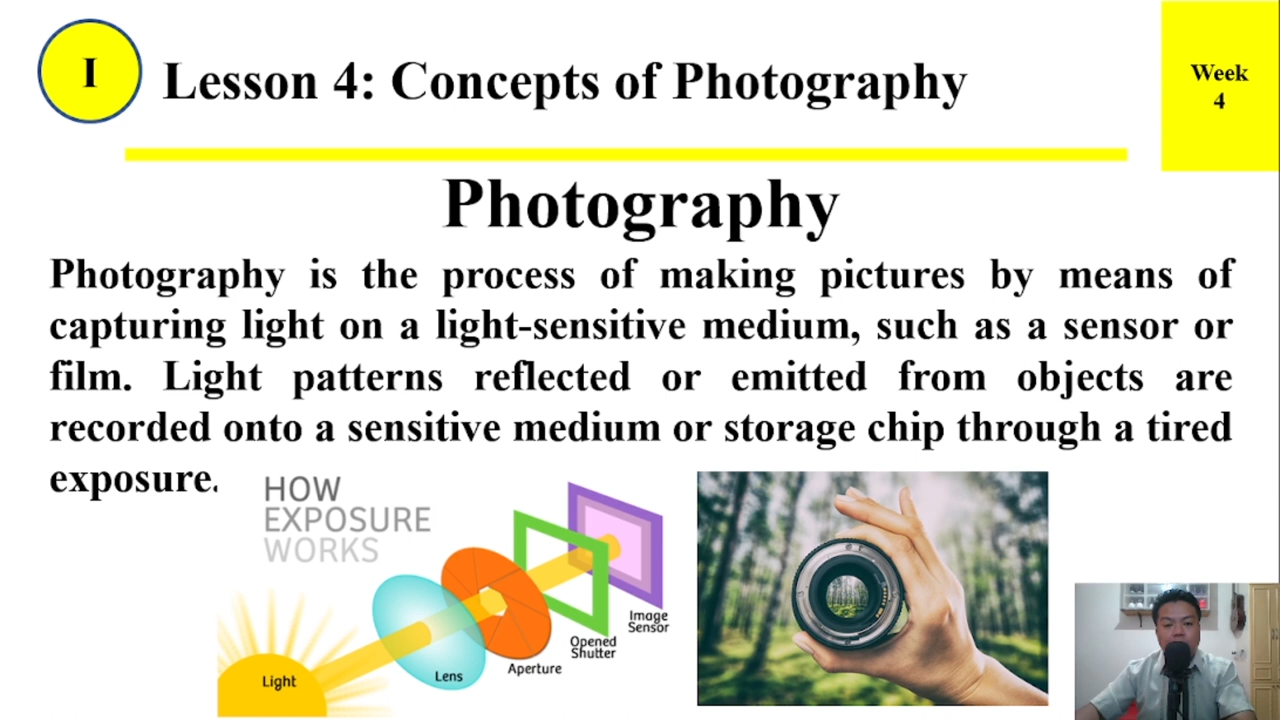 I
Lesson 4: Concepts of Photography
Week
4
Photography
Photography is the process of making pictures by means of
capturing light on a light-sensitive medium, such as a sensor or
film. Light patterns reflected or emitted from objects are
recorded onto a sensitive medium or storage chip through a tired
exposure.
HOW
EXPOSURE
WORKS
Light
Lens
Aperture
Opened
Shutter
Image
Sensor